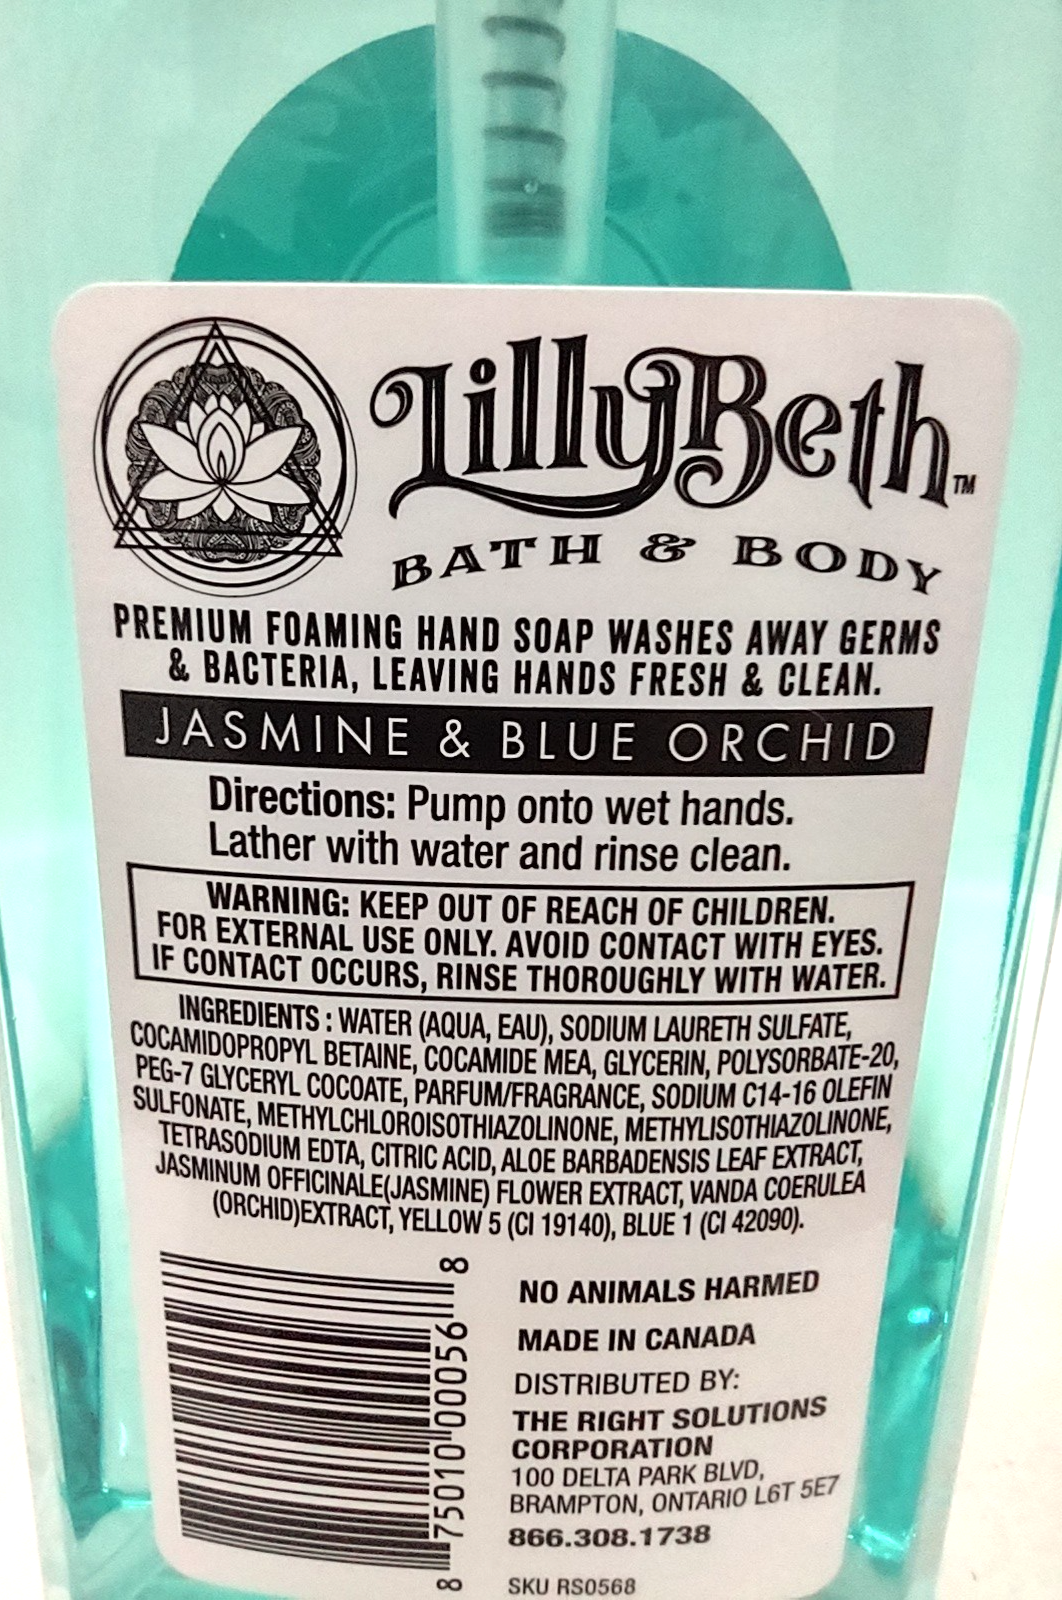 LillyBeth™
BATH & BODY
PREMIUM FOAMING HAND SOAP WASHES AWAY GERMS
& BACTERIA, LEAVING HANDS FRESH & CLEAN.
JASMINE & BLUE ORCHID
Directions: Pump onto wet hands.
Lather with water and rinse clean.
WARNING: KEEP OUT OF REACH OF CHILDREN.
FOR EXTERNAL USE ONLY. AVOID CONTACT WITH EYES.
IF CONTACT OCCURS, RINSE THOROUGHLY WITH WATER.
INGREDIENTS : WATER (AQUA, EAU), SODIUM LAURETH SULFATE,
COCAMIDOPROPYL BETAINE, COCAMIDE MEA, GLYCERIN, POLYSORBATE-20,
PEG-7 GLYCERYL COCOATE, PARFUM/FRAGRANCE, SODIUM C14-16 OLEFIN
SULFONATE, METHYLCHLOROISOTHIAZOLINONE, METHYLISOTHIAZOLINONE,
TETRASODIUM EDTA, CITRIC ACID, ALOE BARBADENSIS LEAF EXTRACT,
JASMINUM OFFICINALE(JASMINE) FLOWER EXTRACT, VANDA COERULEA
(ORCHID)EXTRACT, YELLOW 5 (CI 19140), BLUE 1 (CI 42090).
8 75010 00056 8
NO ANIMALS HARMED
MADE IN CANADA
DISTRIBUTED BY:
THE RIGHT SOLUTIONS
CORPORATION
100 DELTA PARK BLVD,
BRAMPTON, ONTARIO L6T 5E7
866.308.1738
SKU RS0568